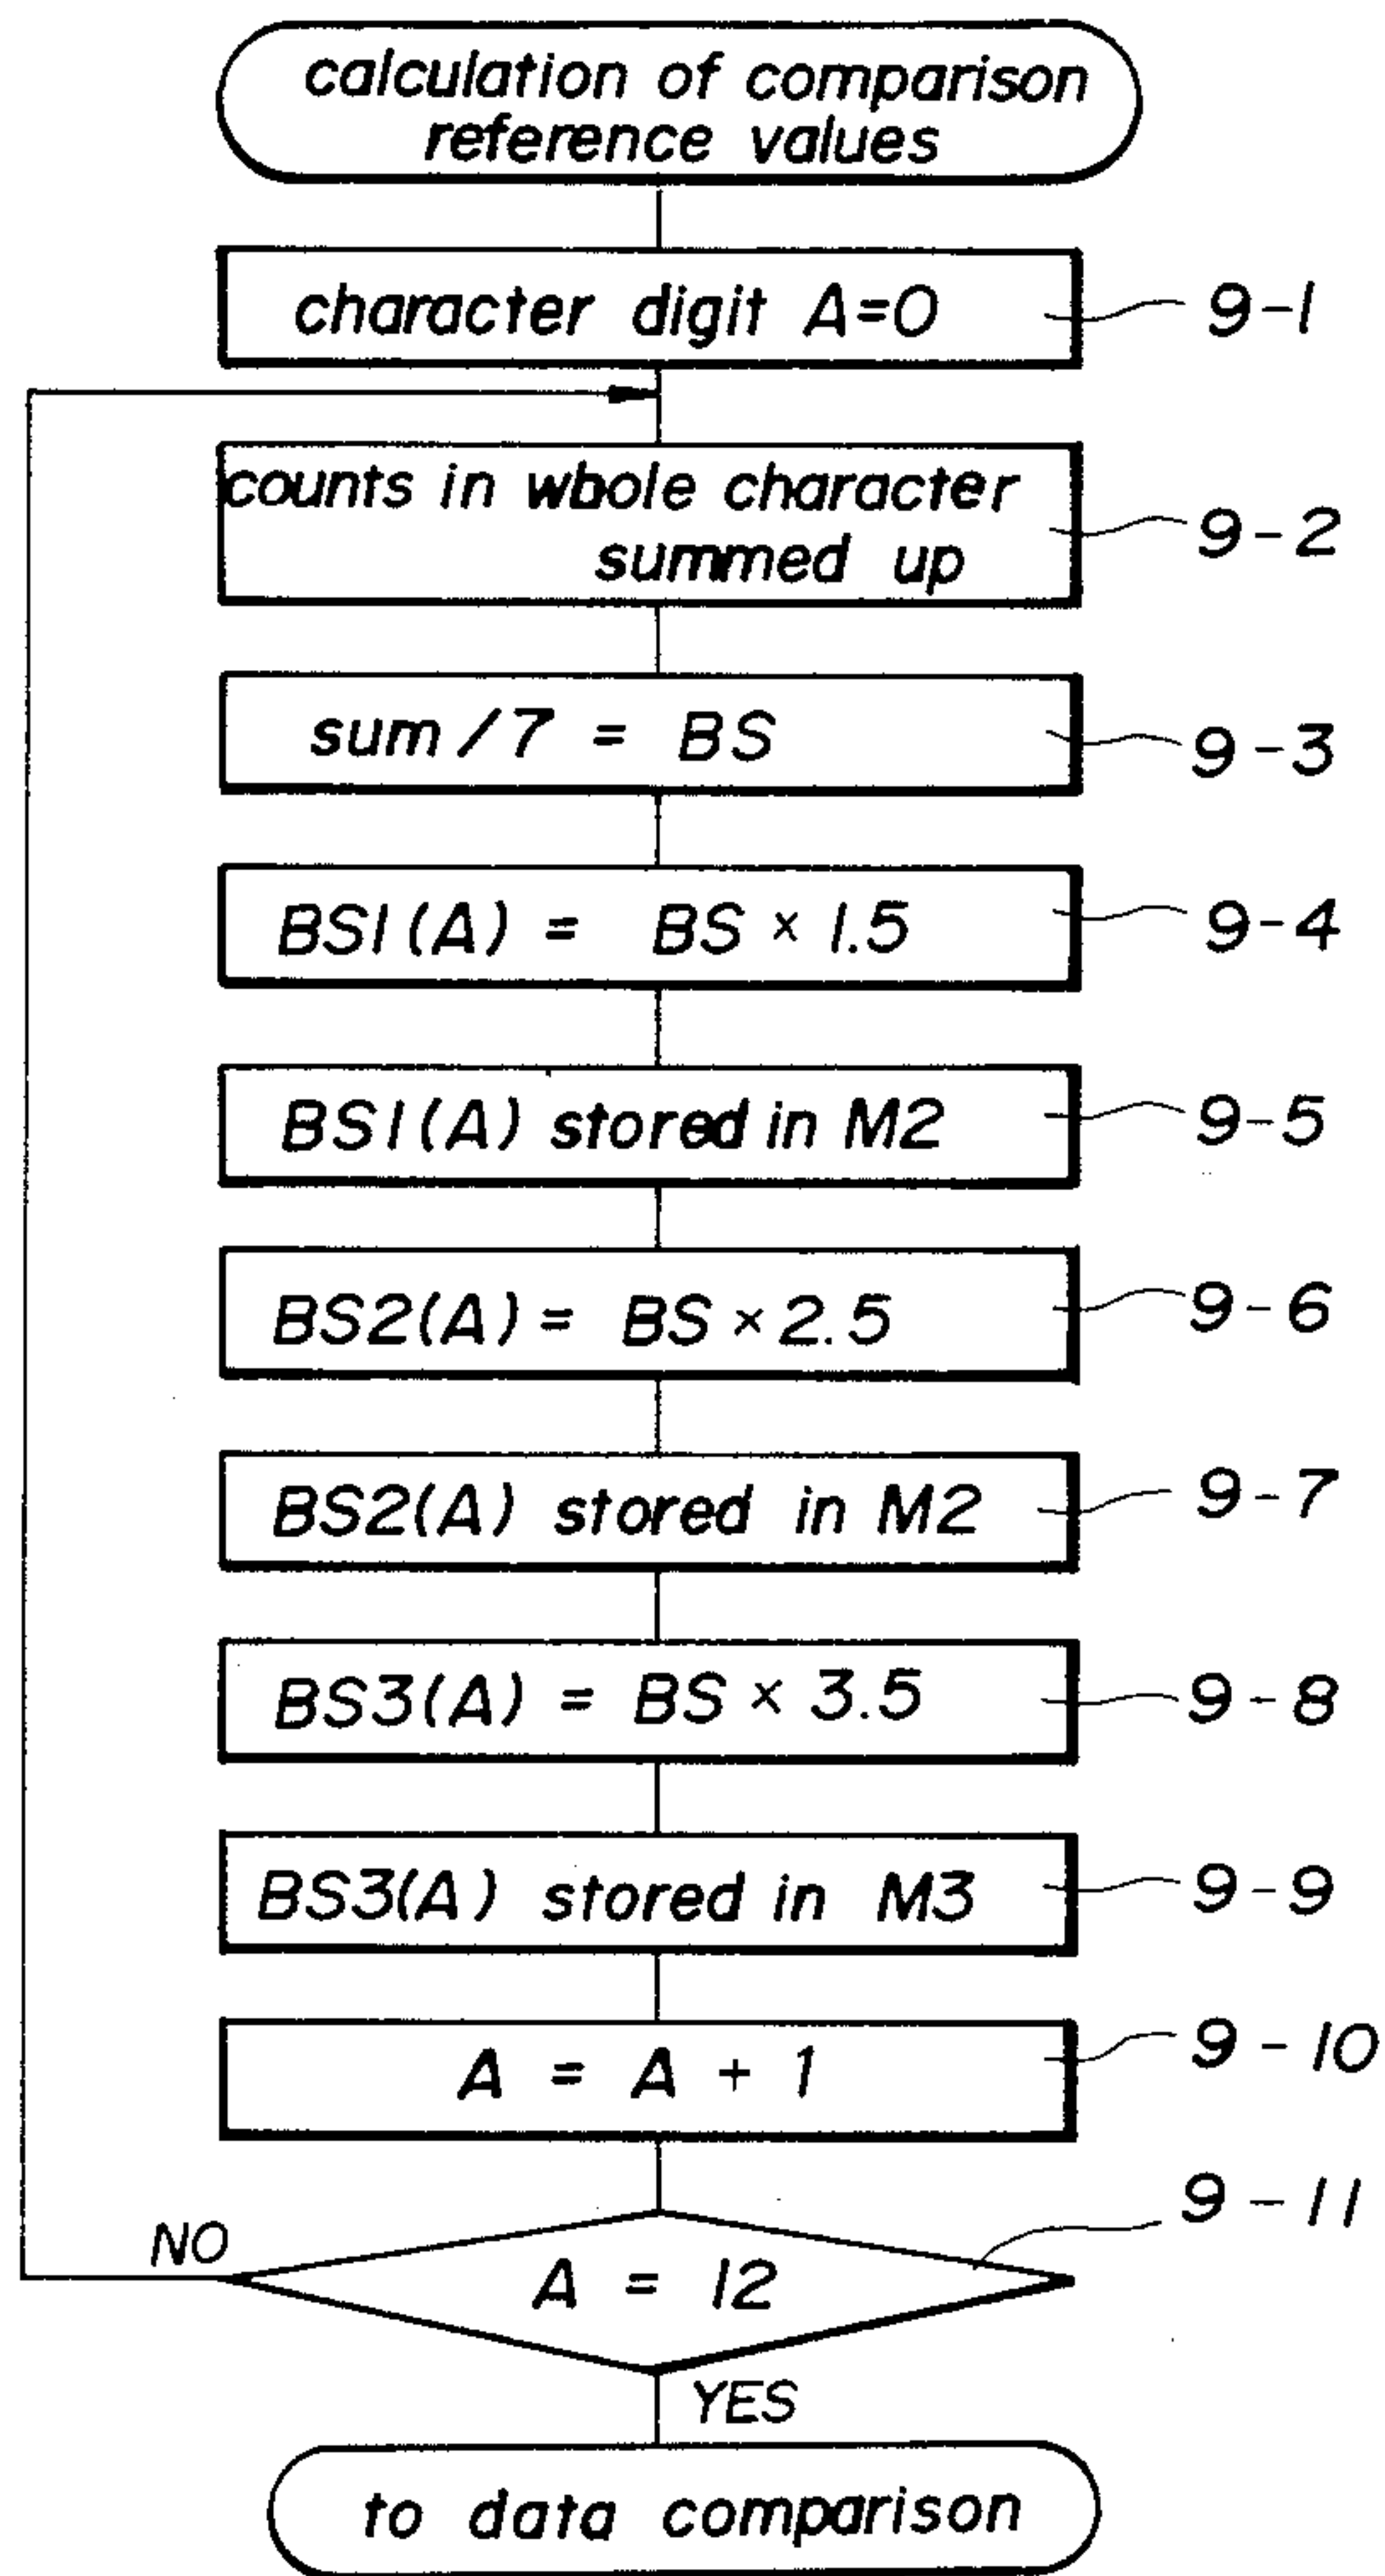 calculation of comparison
reference values
character digit A=0
9-1
counts in whole character
summed up
9-2
sum / 7 = BS
9-3
BS1(A) = BS × 1.5
9-4
BS1(A) stored in M2
9-5
BS2(A) = BS × 2.5
9-6
BS2(A) stored in M2
9-7
BS3(A) = BS × 3.5
9-8
BS3(A) stored in M3
9-9
A = A + 1
9-10
9-11
NO
A = 12
YES
to data comparison